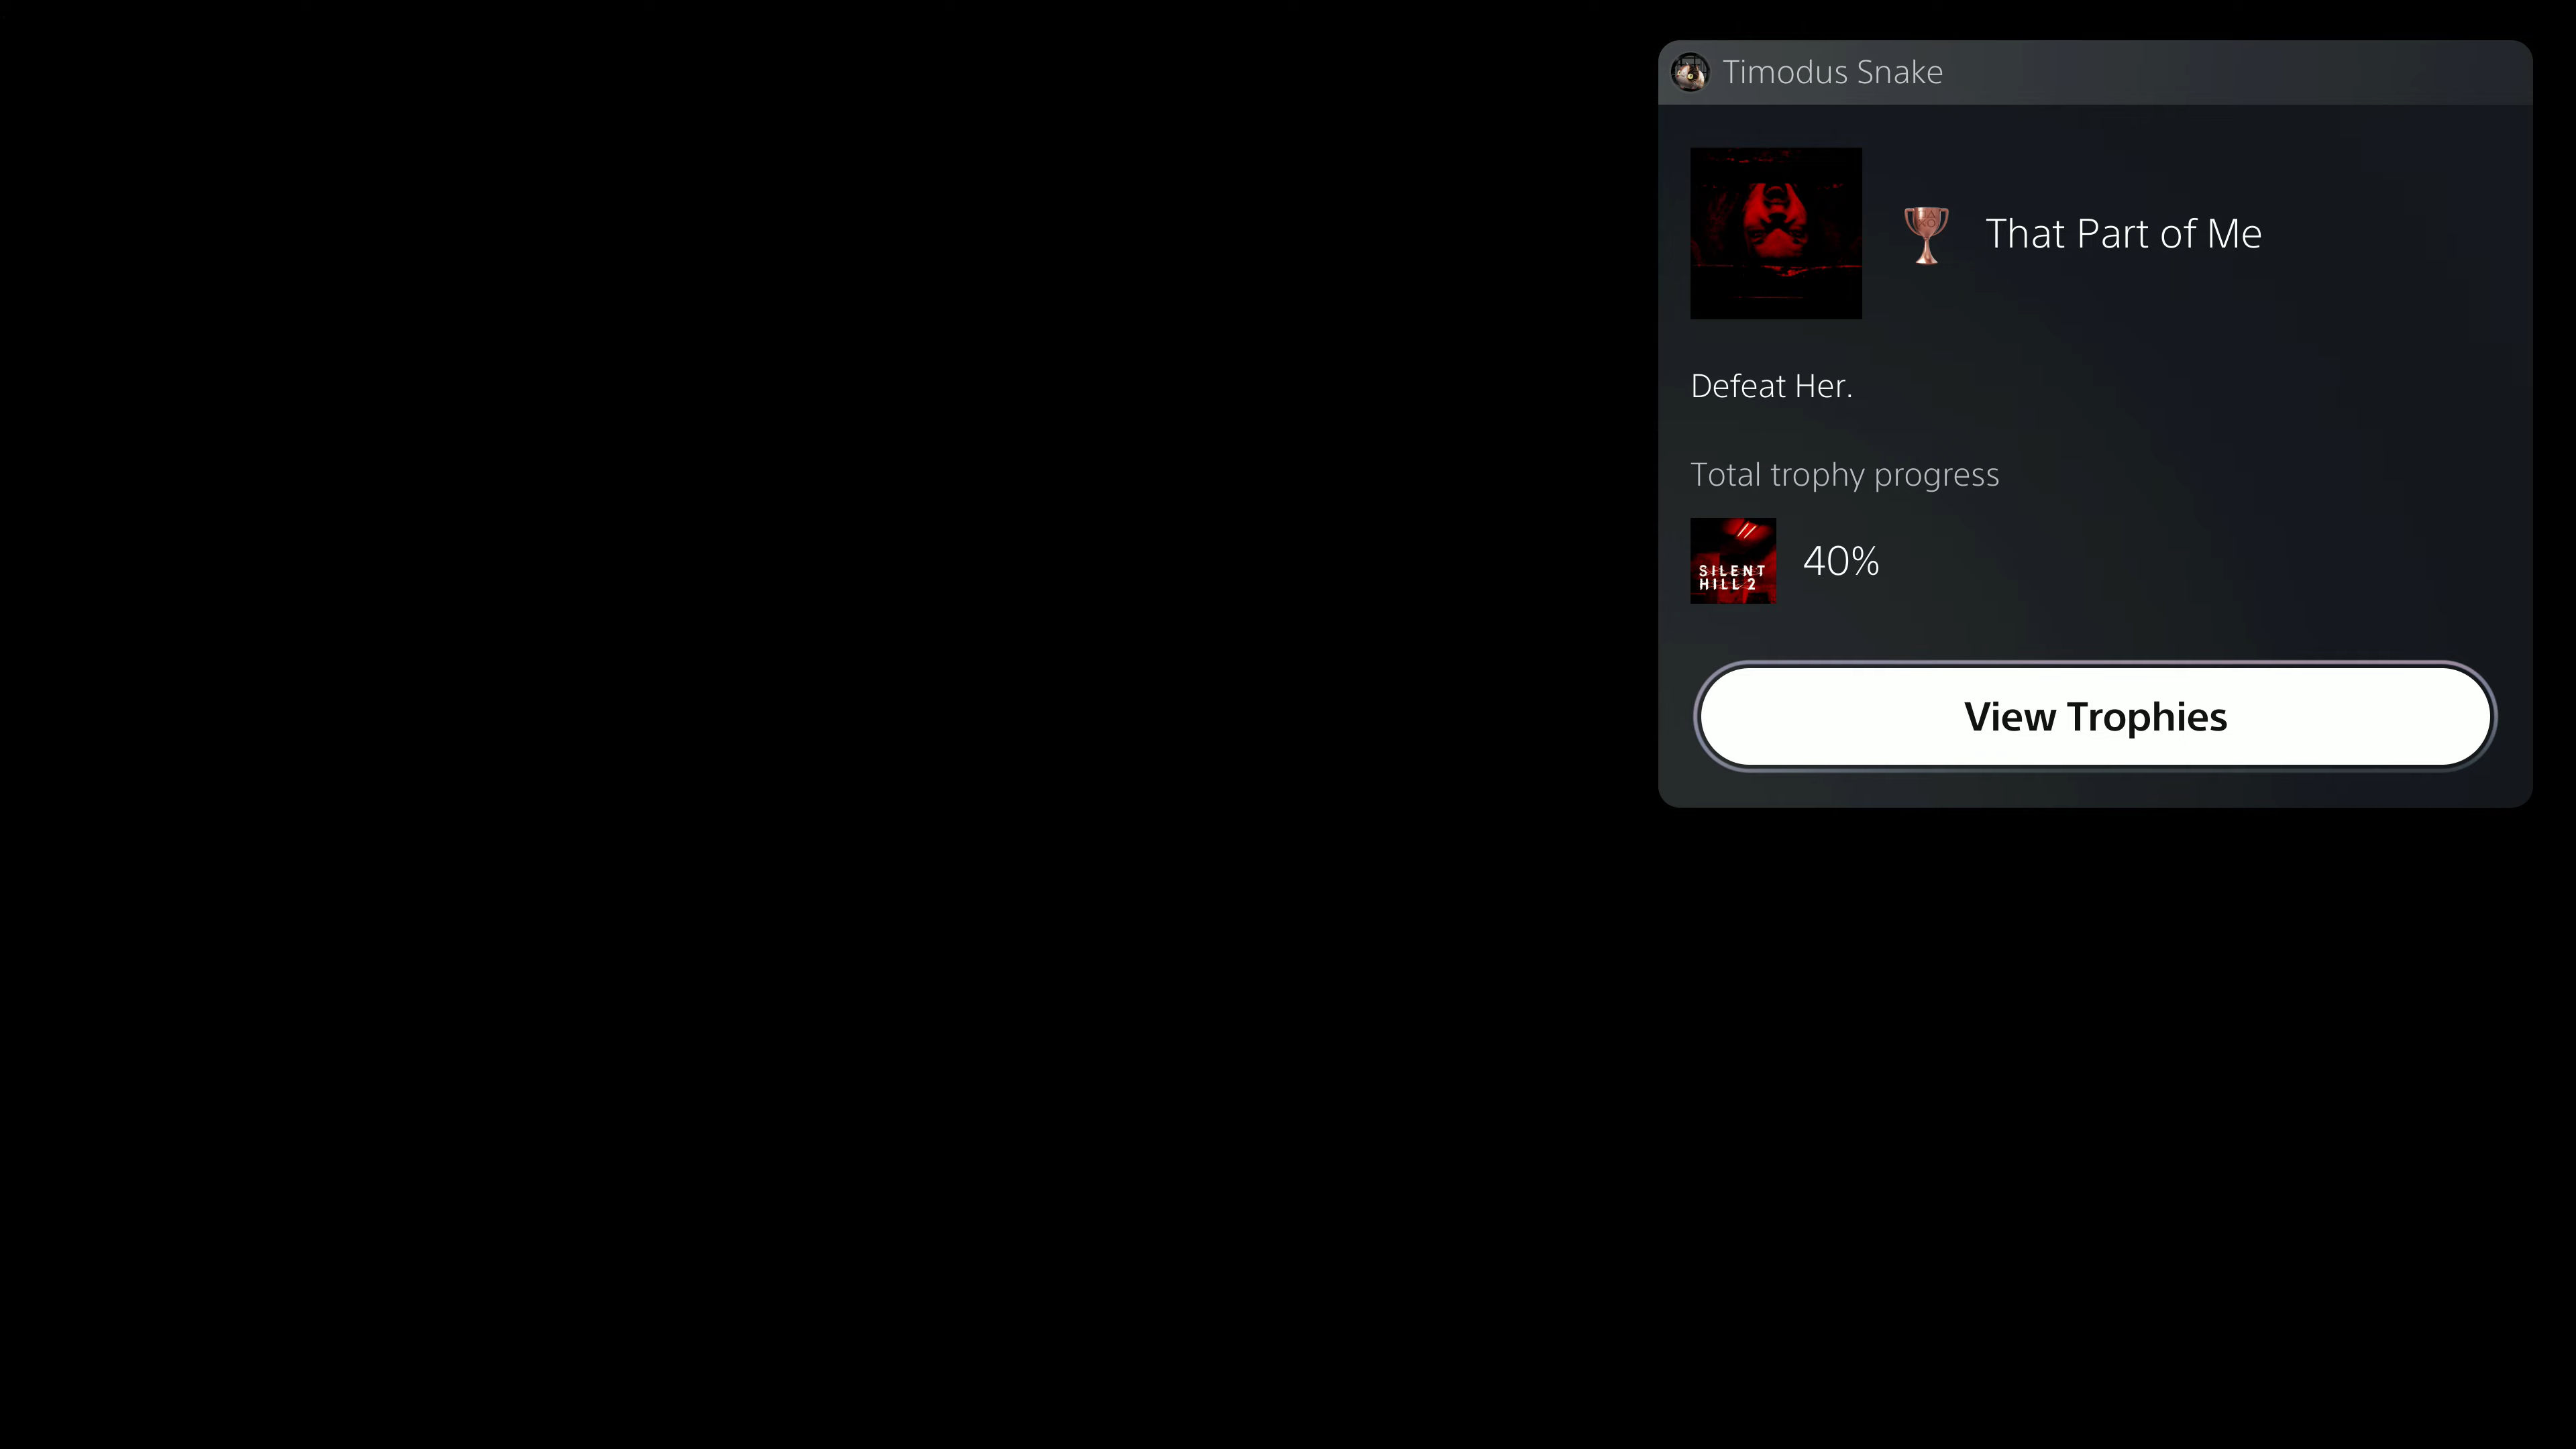 Timodus Snake
That Part of Me
Defeat Her.
Total trophy progress
SILENT
HILL 2
40%
View Trophies